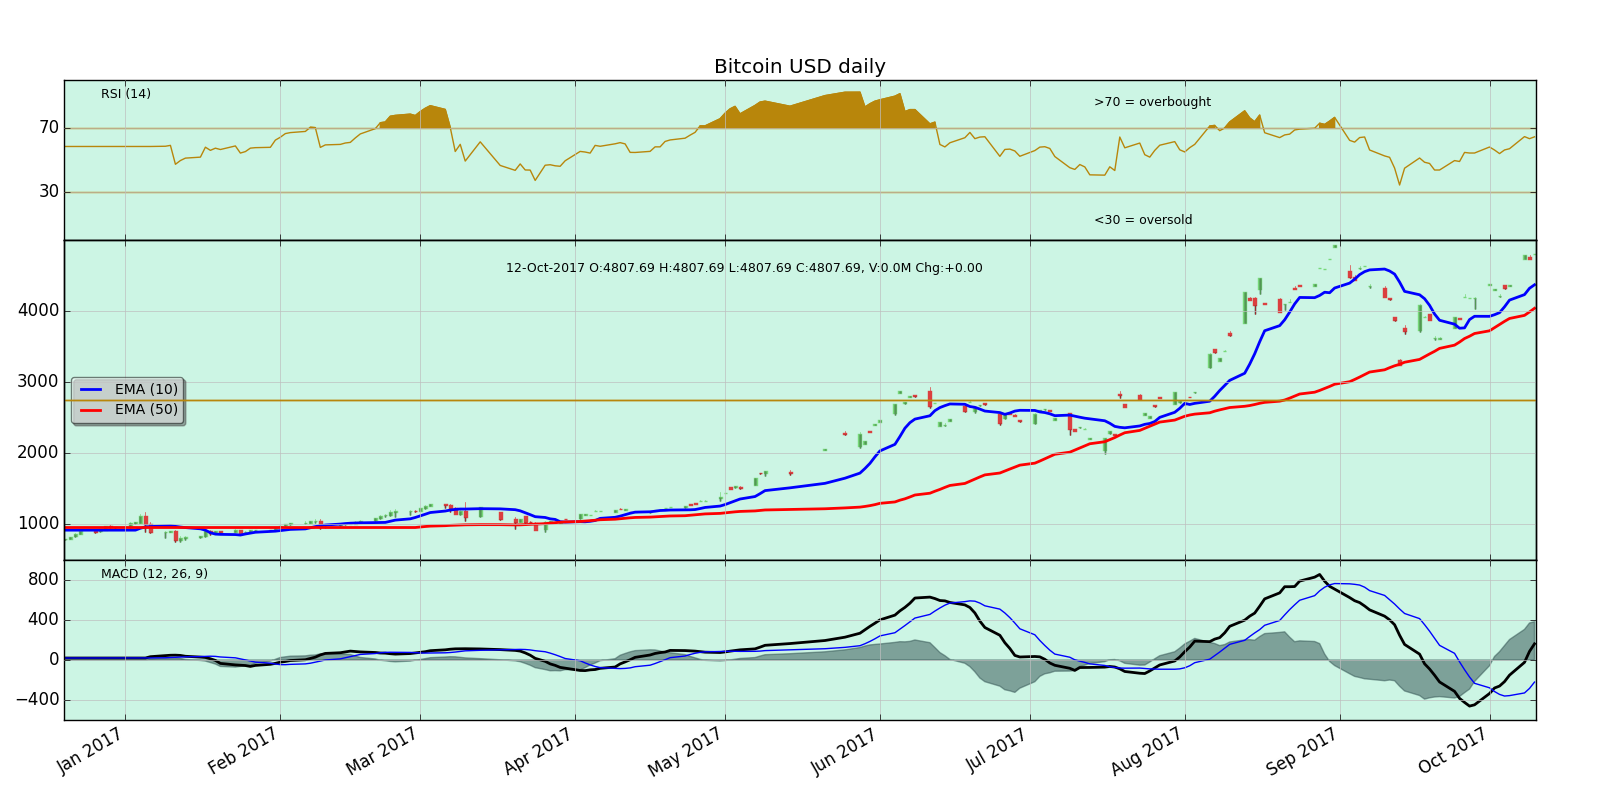 Bitcoin USD daily
RSI (14)
>70 = overbought
70
30
<30 = oversold
12-Oct-2017 O:4807.69 H:4807.69 L:4807.69 C:4807.69, V:0.0M Chg:+0.00
4000
3000
EMA (10)
EMA (50)
2000
1000
MACD (12, 26, 9)
800
400
0
−400
Jan 2017
Feb 2017
Mar 2017
Apr 2017
May 2017
Jun 2017
Jul 2017
Aug 2017
Sep 2017
Oct 2017